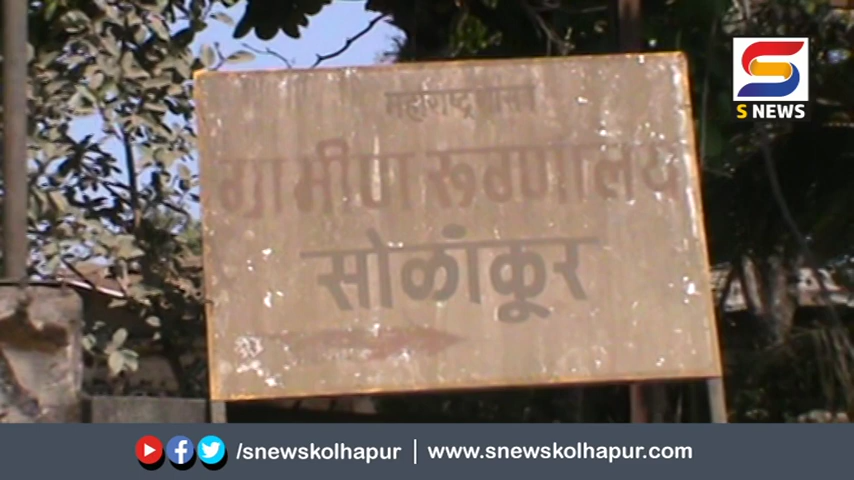 S NEWS
महाराष्ट्र शासन
ग्रामीण रूग्णालय
सोळांकूर
/snewskolhapur | www.snewskolhapur.com